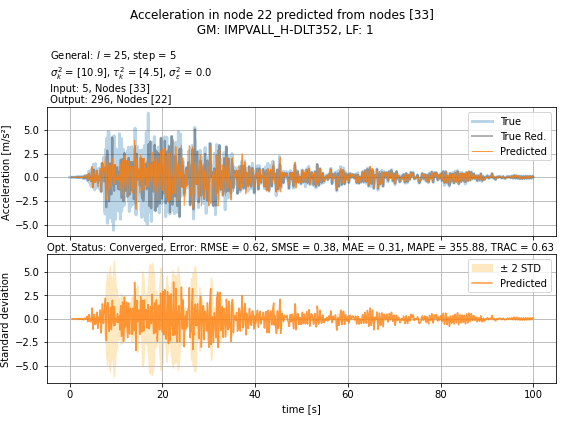 Acceleration in node 22 predicted from nodes [33]
GM: IMPVALL_H-DLT352, LF: 1
General: l = 25, step = 5
σ²ₖ = [10.9], τ²ₖ = [4.5], σ²ε = 0.0
Input: 5, Nodes [33]
Output: 296, Nodes [22]
Acceleration [m/s²]
5.0
2.5
0.0
−2.5
−5.0
True
True Red.
Predicted
Opt. Status: Converged, Error: RMSE = 0.62, SMSE = 0.38, MAE = 0.31, MAPE = 355.88, TRAC = 0.63
Standard deviation
5.0
2.5
0.0
−2.5
−5.0
± 2 STD
Predicted
0 20 40 60 80 100
time [s]